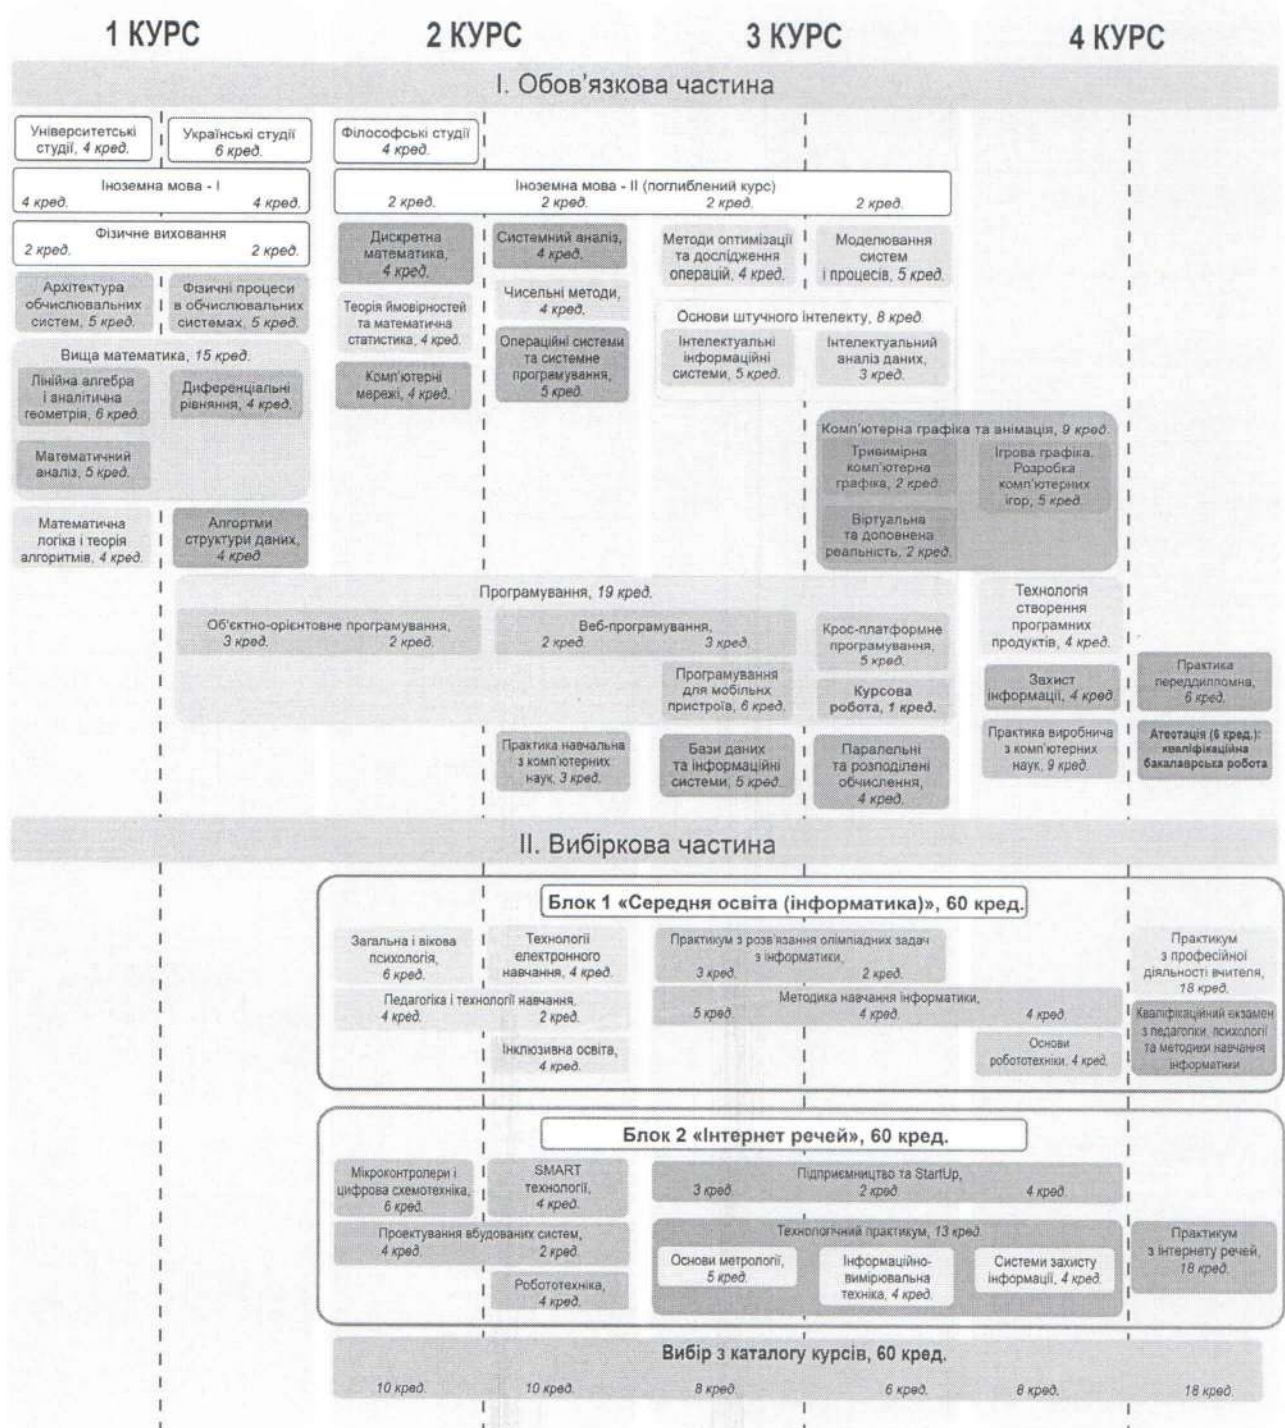 1 КУРС
2 КУРС
3 КУРС
4 КУРС
І. Обов'язкова частина
Університетські
студії, 4 кред.
Українські студії
6 кред.
Філософські студії
4 кред.
Іноземна мова - І
4 кред.
4 кред.
Іноземна мова - ІІ (поглиблений курс)
2 кред.
2 кред.
2 кред.
2 кред.
Фізичне виховання
2 кред.
2 кред.
Дискретна
математика,
4 кред.
Системний аналіз,
4 кред.
Методи оптимізації
та дослідження
операцій, 4 кред.
Моделювання
систем
і процесів, 5 кред.
Архітектура
обчислювальних
систем, 5 кред.
Фізичні процеси
в обчислювальних
системах, 5 кред.
Теорія ймовірностей
та математична
статистика, 4 кред.
Чисельні методи,
4 кред.
Основи штучного інтелекту, 8 кред.
Інтелектуальні
інформаційні
системи, 5 кред.
Інтелектуальний
аналіз даних,
3 кред.
Вища математика, 15 кред.
Лінійна алгебра
і аналітична
геометрія, 6 кред.
Диференціальні
рівняння, 4 кред.
Математичний
аналіз, 5 кред.
Комп'ютерні
мережі, 4 кред.
Операційні системи
та системне
програмування,
5 кред.
Комп'ютерна графіка та анімація, 9 кред.
Тривимірна
комп'ютерна
графіка, 2 кред.
Ігрова графіка.
Розробка
комп'ютерних
ігор, 5 кред.
Віртуальна
та доповнена
реальність, 2 кред.
Математична
логіка і теорія
алгоритмів, 4 кред.
Алгортми
структури даних,
4 кред.
Програмування, 19 кред.
Об'єктно-орієнтовне програмування,
3 кред.
2 кред.
Веб-програмування,
2 кред.
3 кред.
Крос-платформне
програмування,
5 кред.
Програмування
для мобільнх
пристроїв, 6 кред.
Курсова
робота, 1 кред.
Технологія
створення
програмних
продуктів, 4 кред.
Захист
інформації, 4 кред.
Практика
переддипломна,
6 кред.
Практика навчальна
з комп'ютерних
наук, 3 кред.
Бази даних
та інформаційні
системи, 5 кред.
Паралельні
та розподілені
обчислення,
4 кред.
Практика виробнича
з комп'ютерних
наук, 9 кред.
Атестація (6 кред.):
кваліфікаційна
бакалаврська робота
ІІ. Вибіркова частина
Блок 1 «Середня освіта (інформатика)», 60 кред.
Загальна і вікова
психологія,
6 кред.
Технології
електронного
навчання, 4 кред.
Практикум з розв'язання олімпіадних задач
з інформатики,
3 кред.
2 кред.
Практикум
з професійної
діяльності вчителя,
18 кред.
Педагогіка і технології навчання,
4 кред.
2 кред.
Методика навчання інформатики,
5 кред.
4 кред.
4 кред.
Інклюзивна освіта,
4 кред.
Основи
робототехніки, 4 кред.
Кваліфікаційний екзамен
з педагогіки, психології
та методики навчання
інформатики
Блок 2 «Інтернет речей», 60 кред.
Мікроконтролери і
цифрова схемотехніка,
6 кред.
SMART
технології,
4 кред.
Підприємництво та StartUp,
3 кред.
2 кред.
4 кред.
Проектування вбудованих систем,
4 кред.
2 кред.
Робототехніка,
4 кред.
Технологічний практикум, 13 кред.
Основи метрології,
5 кред.
Інформаційно-
вимірювальна
техніка, 4 кред.
Системи захисту
інформації, 4 кред.
Практикум
з інтернету речей,
18 кред.
Вибір з каталогу курсів, 60 кред.
10 кред.
10 кред.
8 кред.
6 кред.
8 кред.
18 кред.